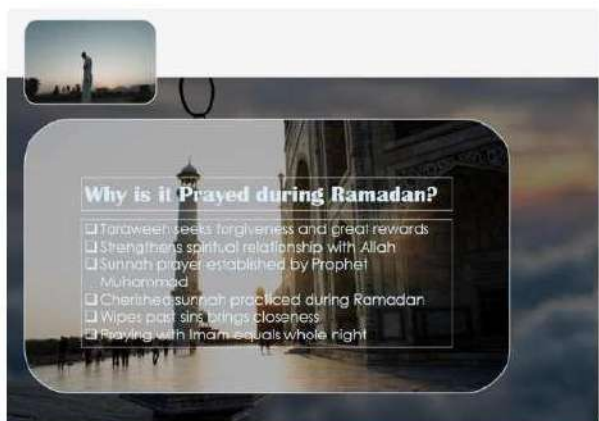 Why is it Prayed during Ramadan?
❑ Taraweeh seeks forgiveness and great rewards
❑ Strengthens spiritual relationship with Allah
❑ Sunnah prayer established by Prophet
Muhammad
❑ Cherished sunnah practiced during Ramadan
❑ Wipes past sins brings closeness
❑ Praying with Imam equals whole night